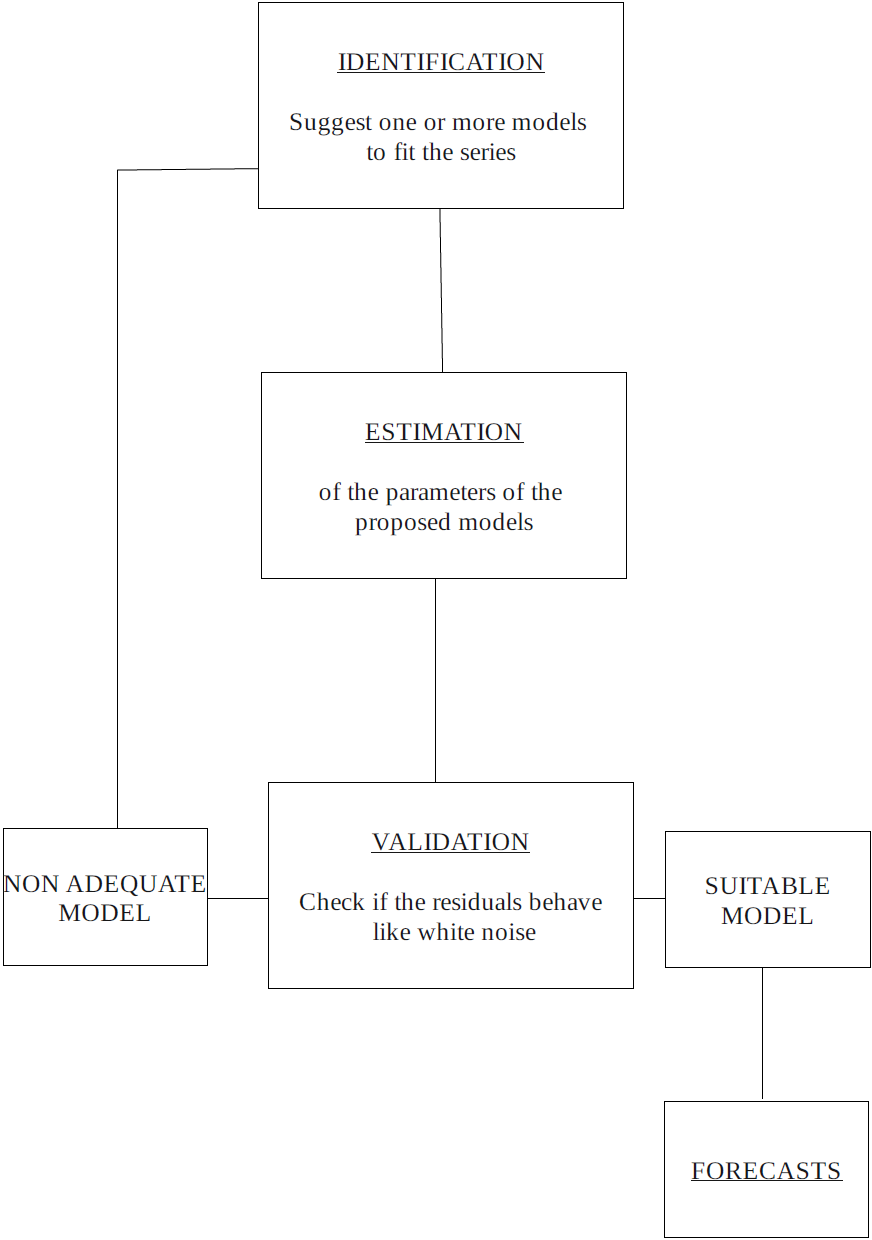 IDENTIFICATION
Suggest one or more models
to fit the series
ESTIMATION
of the parameters of the
proposed models
VALIDATION
Check if the residuals behave
like white noise
NON ADEQUATE
MODEL
SUITABLE
MODEL
FORECASTS